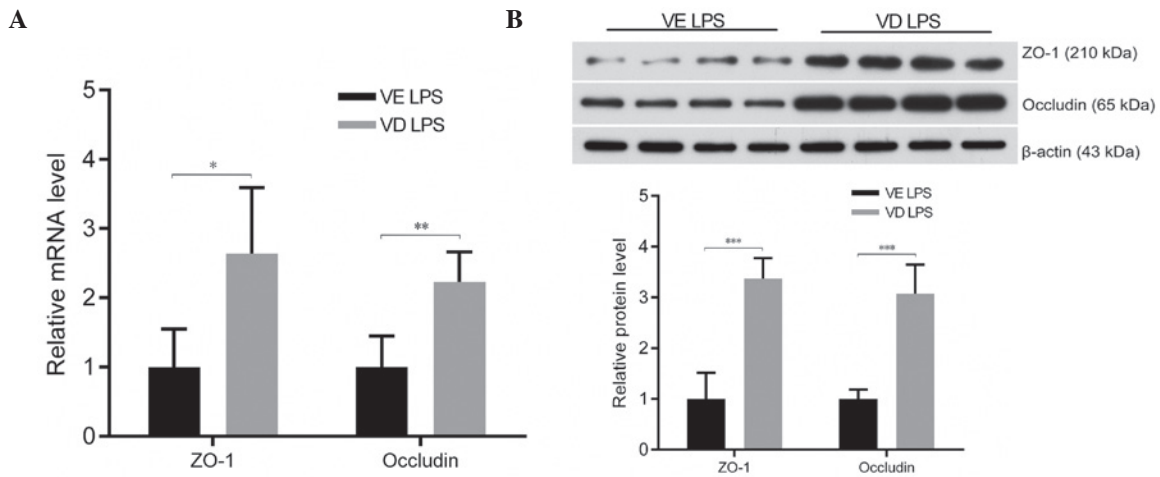 A
Relative mRNA level
5
4
3
2
1
0
VE LPS
VD LPS
*
**
ZO-1
Occludin
B
VE LPS
VD LPS
ZO-1 (210 kDa)
Occludin (65 kDa)
β-actin (43 kDa)
Relative protein level
5
4
3
2
1
0
VE LPS
VD LPS
***
***
ZO-1
Occludin